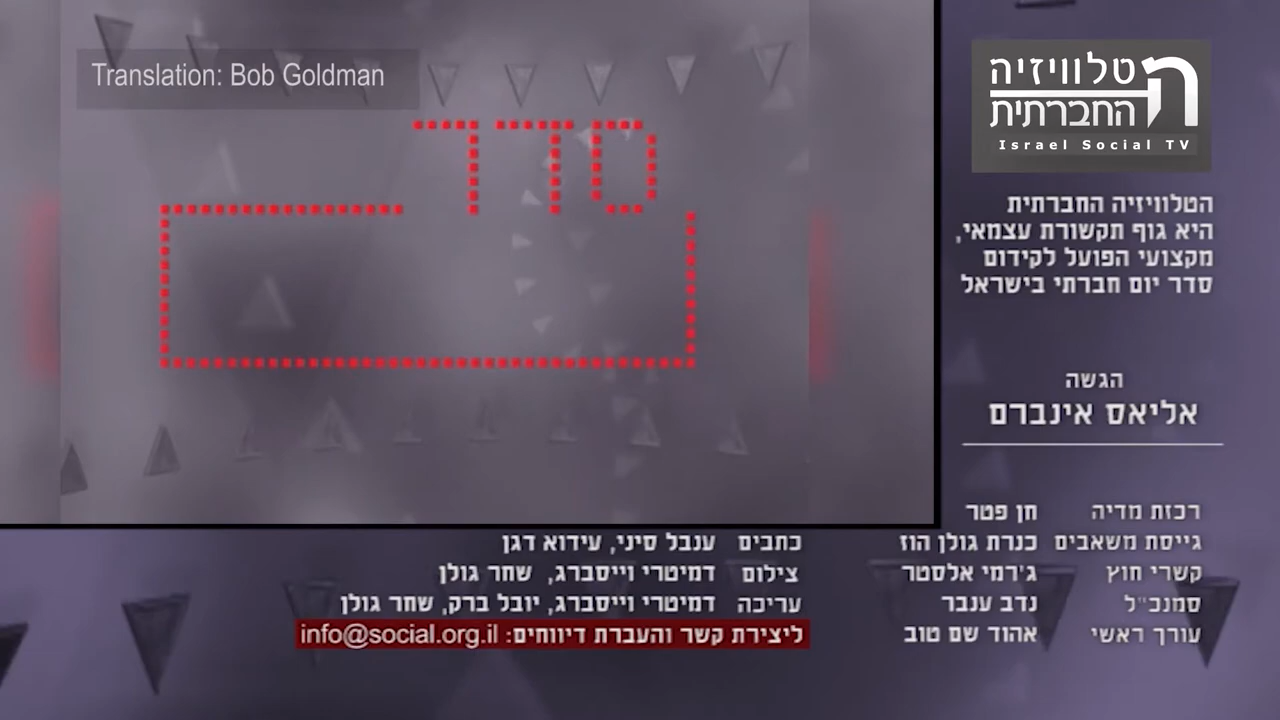 Translation: Bob Goldman
סדר
הטלוויזיה
החברתית
Israel Social TV
הטלוויזיה החברתית
היא גוף תקשורת עצמאי,
מקצועי הפועל לקידום
סדר יום חברתי בישראל
הגשה
אליאס אינברם
רכזת מדיה חן פטר
גייסת משאבים כנרת גולן הוז
קשרי חוץ ג'רמי אלסטר
סמנכ"ל נדב ענבר
עורך ראשי אהוד שם טוב
כתבים ענבל סיני, עידוא דגן
צילום דמיטרי וייסברג, שחר גולן
עריכה דמיטרי וייסברג, יובל ברק, שחר גולן
ליצירת קשר והעברת דיווחים: info@social.org.il